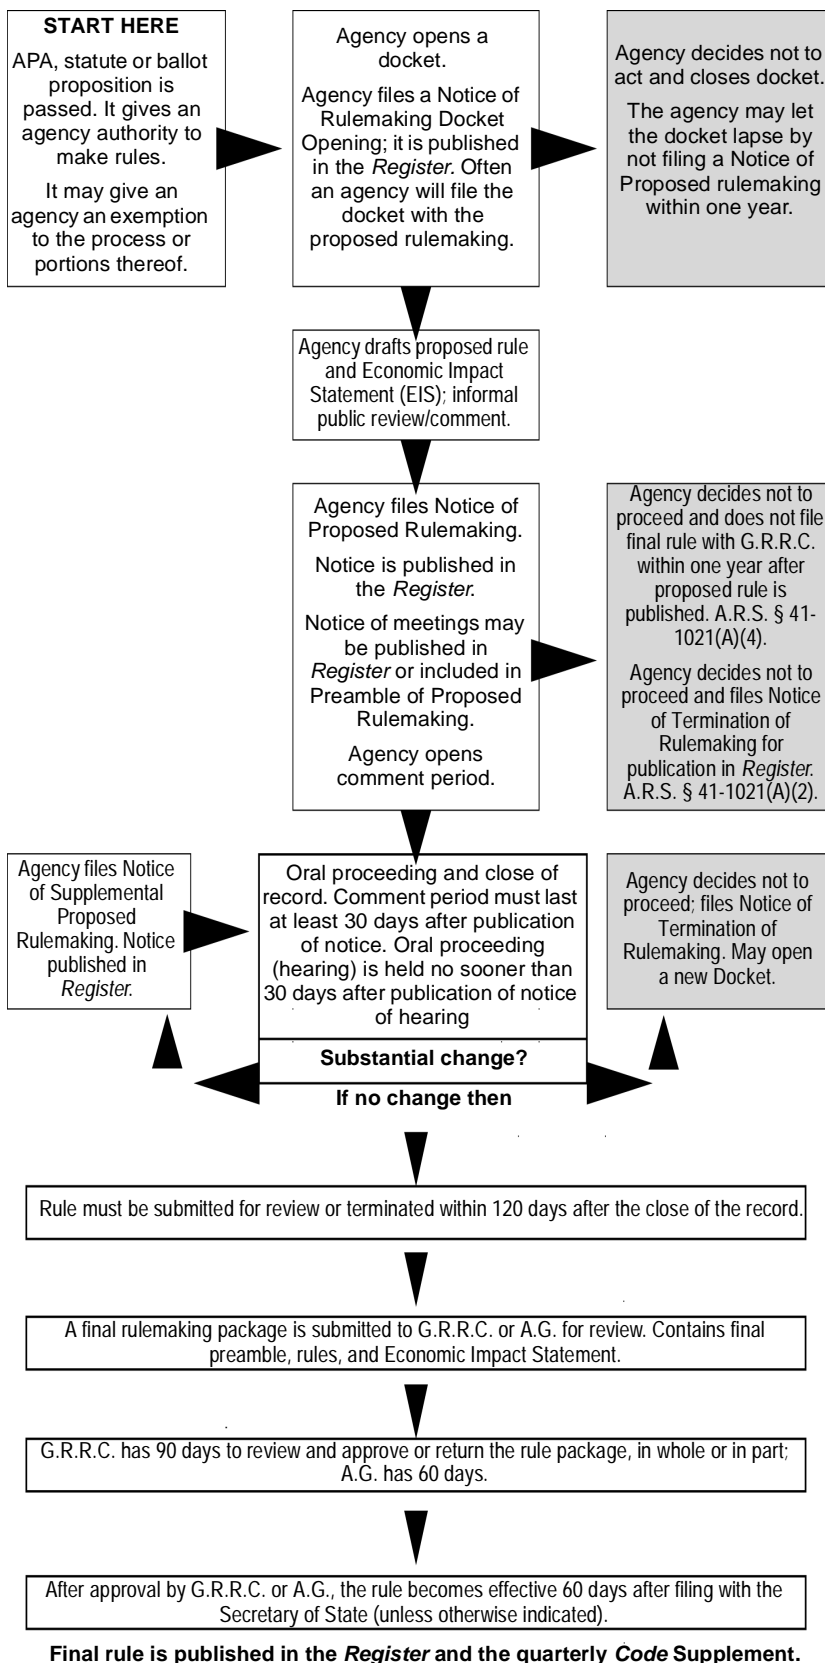 START HERE
APA, statute or ballot
proposition is
passed. It gives an
agency authority to
make rules.
It may give an
agency an exemption
to the process or
portions thereof.
Agency opens a
docket.
Agency files a Notice of
Rulemaking Docket
Opening; it is published
in the Register. Often
an agency will file the
docket with the
proposed rulemaking.
Agency decides not to
act and closes docket.
The agency may let
the docket lapse by
not filing a Notice of
Proposed rulemaking
within one year.
Agency drafts proposed rule
and Economic Impact
Statement (EIS); informal
public review/comment.
Agency files Notice of
Proposed Rulemaking.
Notice is published in
the Register.
Notice of meetings may
be published in
Register or included in
Preamble of Proposed
Rulemaking.
Agency opens
comment period.
Agency decides not to
proceed and does not file
final rule with G.R.R.C.
within one year after
proposed rule is
published. A.R.S. § 41-
1021(A)(4).
Agency decides not to
proceed and files Notice
of Termination of
Rulemaking for
publication in Register.
A.R.S. § 41-1021(A)(2).
Agency files Notice
of Supplemental
Proposed
Rulemaking. Notice
published in
Register.
Oral proceeding and close of
record. Comment period must last
at least 30 days after publication
of notice. Oral proceeding
(hearing) is held no sooner than
30 days after publication of notice
of hearing
Agency decides not to
proceed; files Notice of
Termination of
Rulemaking. May open
a new Docket.
Substantial change?
If no change then
Rule must be submitted for review or terminated within 120 days after the close of the record.
A final rulemaking package is submitted to G.R.R.C. or A.G. for review. Contains final
preamble, rules, and Economic Impact Statement.
G.R.R.C. has 90 days to review and approve or return the rule package, in whole or in part;
A.G. has 60 days.
After approval by G.R.R.C. or A.G., the rule becomes effective 60 days after filing with the
Secretary of State (unless otherwise indicated).
Final rule is published in the Register and the quarterly Code Supplement.